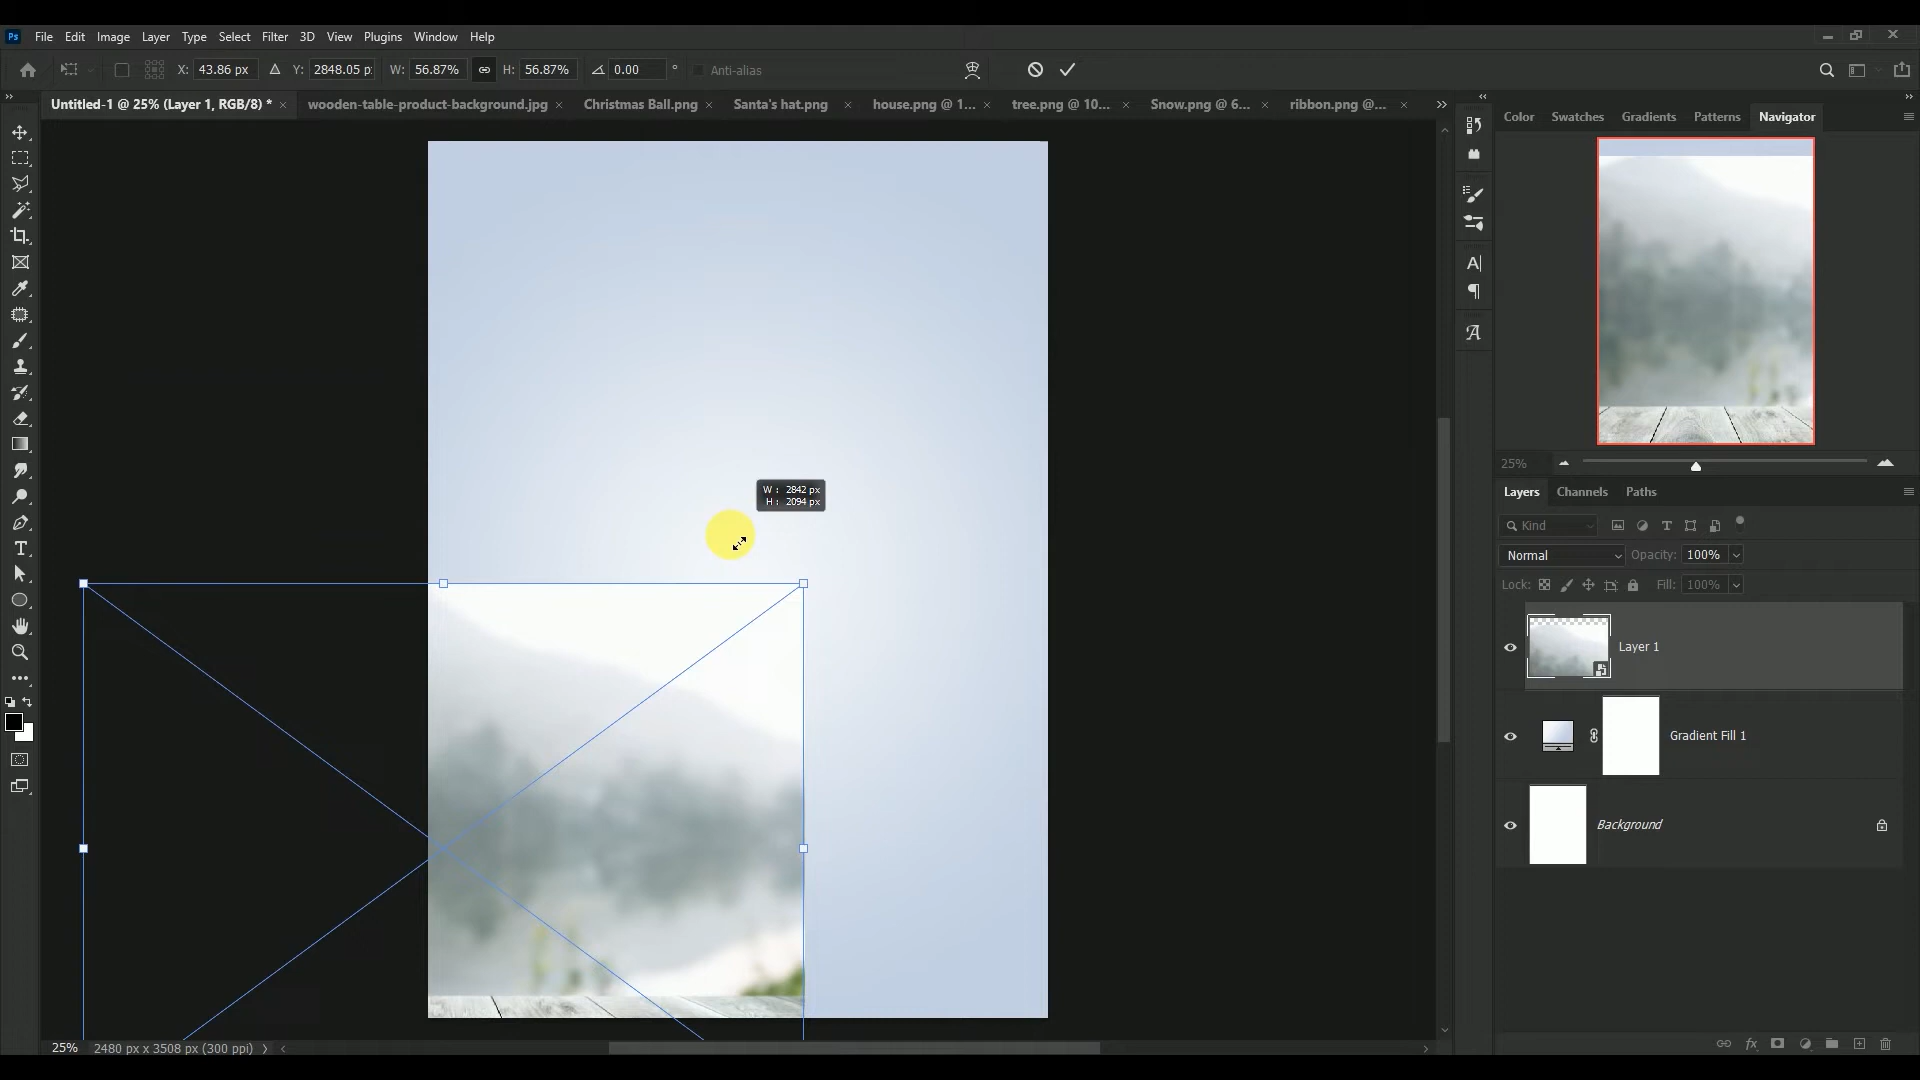 Ps File Edit Image Layer Type Select Filter 3D View Plugins Window Help
X: 43.86 px Y: 2848.05 p W: 56.87% H: 56.87% 0.00 ° Anti-alias
Untitled-1 @ 25% (Layer 1, RGB/8) * × wooden-table-product-background.jpg × Christmas Ball.png × Santa's hat.png × house.png @ 1... × tree.png @ 10... × Snow.png @ 6... × ribbon.png @... ×
Color Swatches Gradients Patterns Navigator
25%
W : 2842 px
H : 2094 px
Layers Channels Paths
Kind
Normal Opacity: 100%
Lock: Fill: 100%
Layer 1
Gradient Fill 1
Background
25% 2480 px x 3508 px (300 ppi)